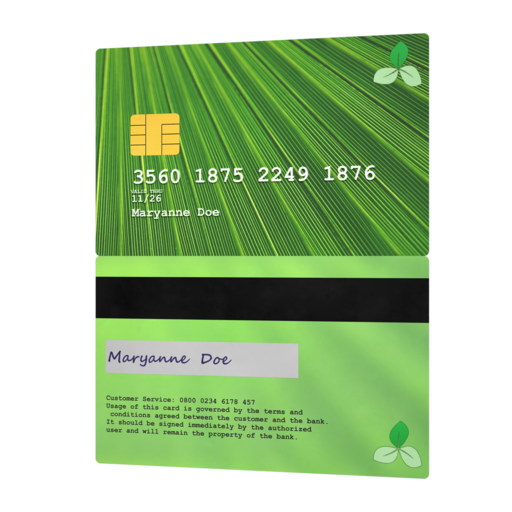 3560 1875 2249 1876
VALID THRU
11/26
Maryanne Doe
Maryanne Doe
Customer Service: 0800 0234 6178 457
Usage of this card is governed by the terms and
conditions agreed between the customer and the bank.
It should be signed immediately by the authorized
user and will remain the property of the bank.